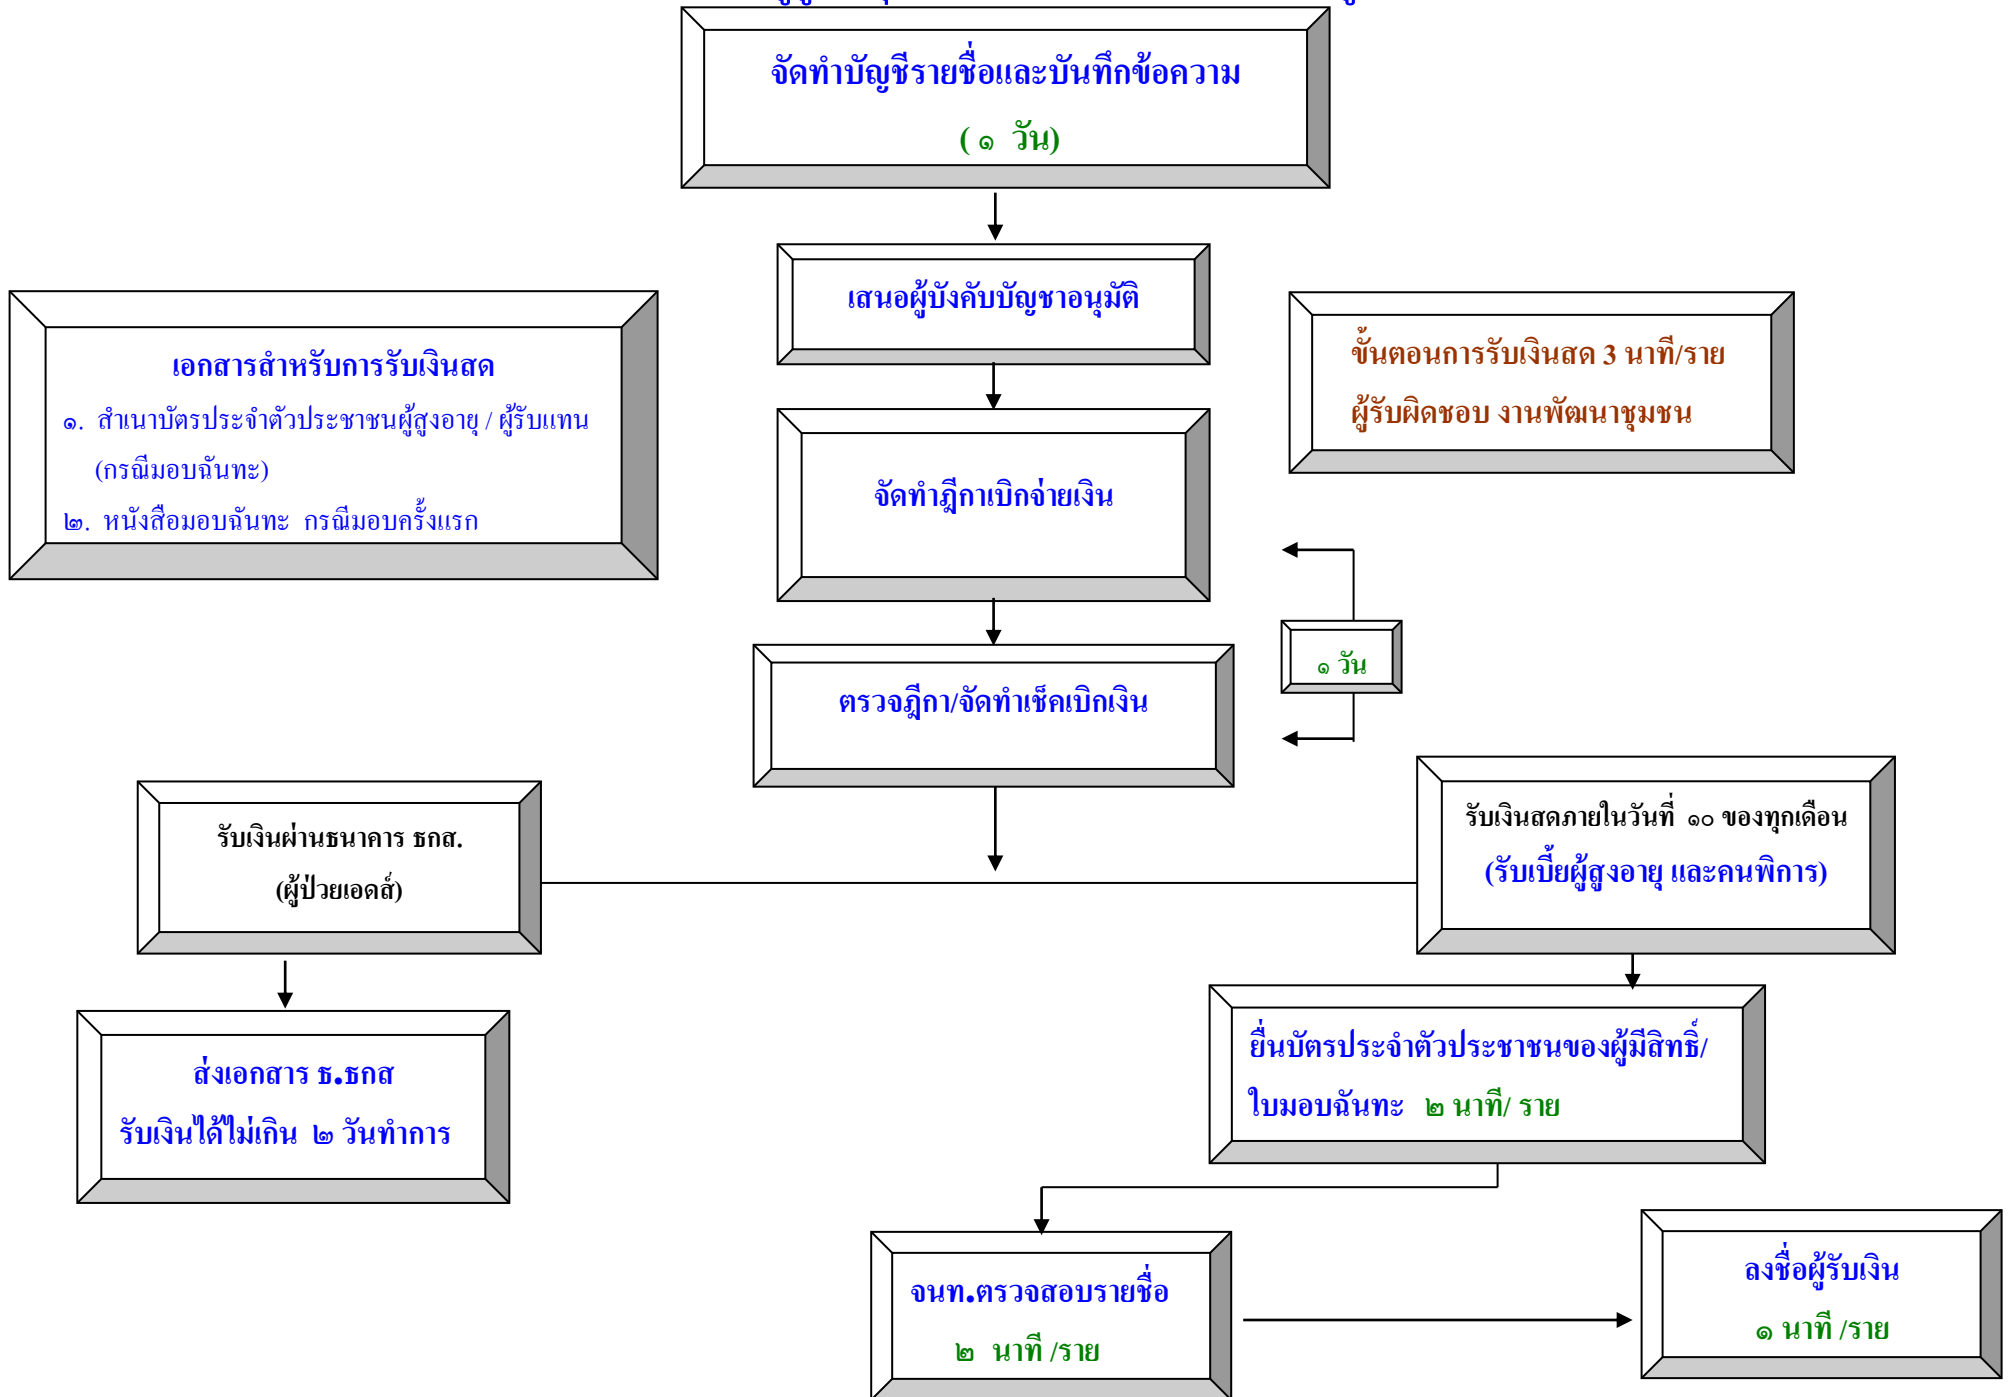 จัดทำบัญชีรายชื่อและบันทึกข้อความ
( ๑ วัน)
เสนอผู้บังคับบัญชาอนุมัติ
เอกสารสำหรับการรับเงินสด
๑. สำเนาบัตรประจำตัวประชาชนผู้สูงอายุ / ผู้รับแทน
(กรณีมอบฉันทะ)
๒. หนังสือมอบฉันทะ กรณีมอบครั้งแรก
ขั้นตอนการรับเงินสด 3 นาที/ราย
ผู้รับผิดชอบ งานพัฒนาชุมชน
จัดทำฎีกาเบิกจ่ายเงิน
๑ วัน
ตรวจฎีกา/จัดทำเช็คเบิกเงิน
รับเงินผ่านธนาคาร ธกส.
(ผู้ป่วยเอดส์)
รับเงินสดภายในวันที่ ๑๐ ของทุกเดือน
(รับเบี้ยผู้สูงอายุ และคนพิการ)
ส่งเอกสาร ธ.ธกส
รับเงินได้ไม่เกิน ๒ วันทำการ
ยื่นบัตรประจำตัวประชาชนของผู้มีสิทธิ์/
ใบมอบฉันทะ ๒ นาที/ ราย
จนท.ตรวจสอบรายชื่อ
๒ นาที /ราย
ลงชื่อผู้รับเงิน
๑ นาที /ราย